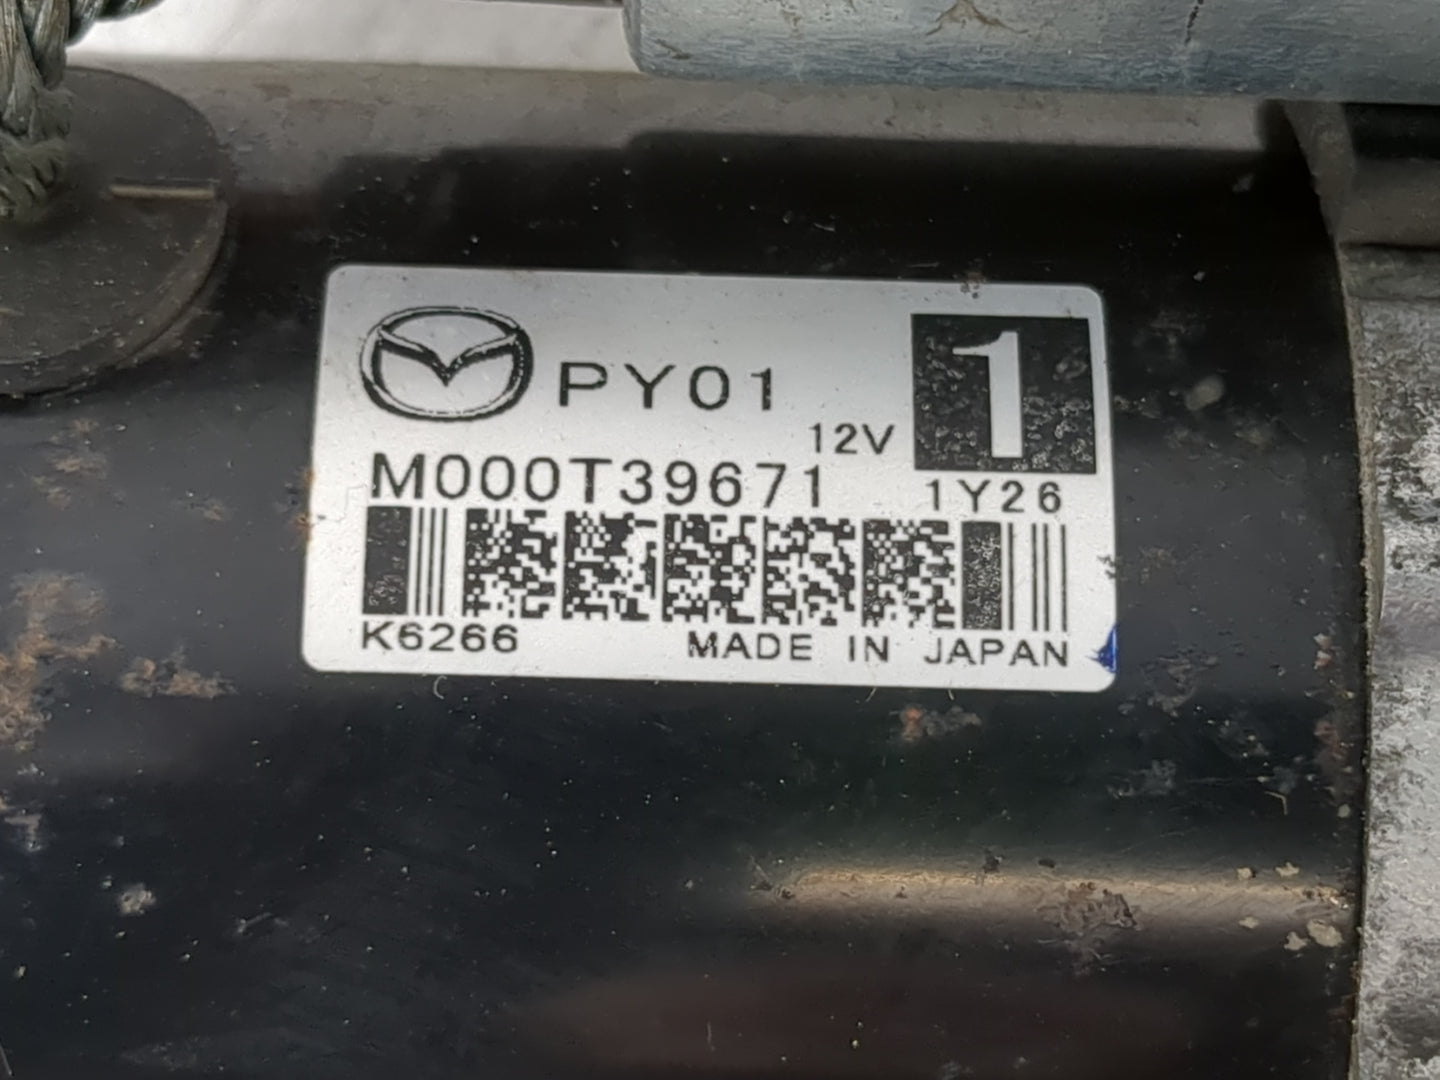 PY01
1
12V
M000T39671
1Y26
K6266
MADE IN JAPAN